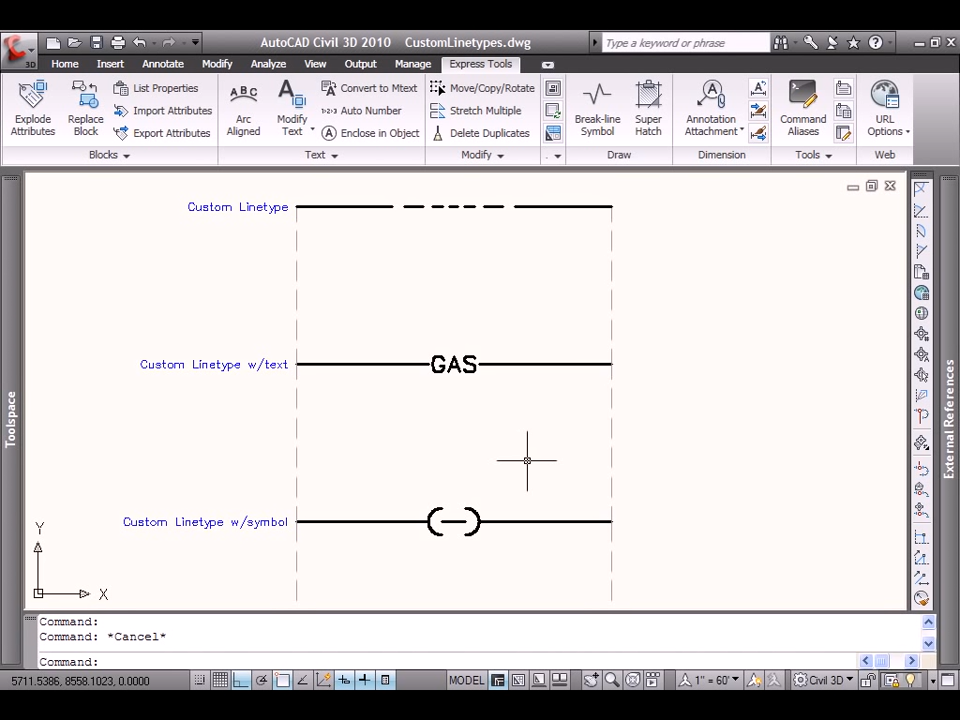 AutoCAD Civil 3D 2010 CustomLinetypes.dwg
Type a keyword or phrase
3D
Home Insert Annotate Modify Analyze View Output Manage Express Tools
Explode Attributes
Replace Block
List Properties
Import Attributes
Export Attributes
Blocks
ABC
Arc Aligned
Modify Text
Convert to Mtext
Auto Number
Enclose in Object
Text
Move/Copy/Rotate
Stretch Multiple
Delete Duplicates
Modify
Break-line Symbol
Super Hatch
Draw
Annotation Attachment
Dimension
Command Aliases
Tools
URL Options
Web
Toolspace
External References
Custom Linetype
Custom Linetype w/text
GAS
Custom Linetype w/symbol
Y
X
Command:
Command: *Cancel*
Command:
5711.5386, 8558.1023, 0.0000
MODEL
1" = 60'
Civil 3D